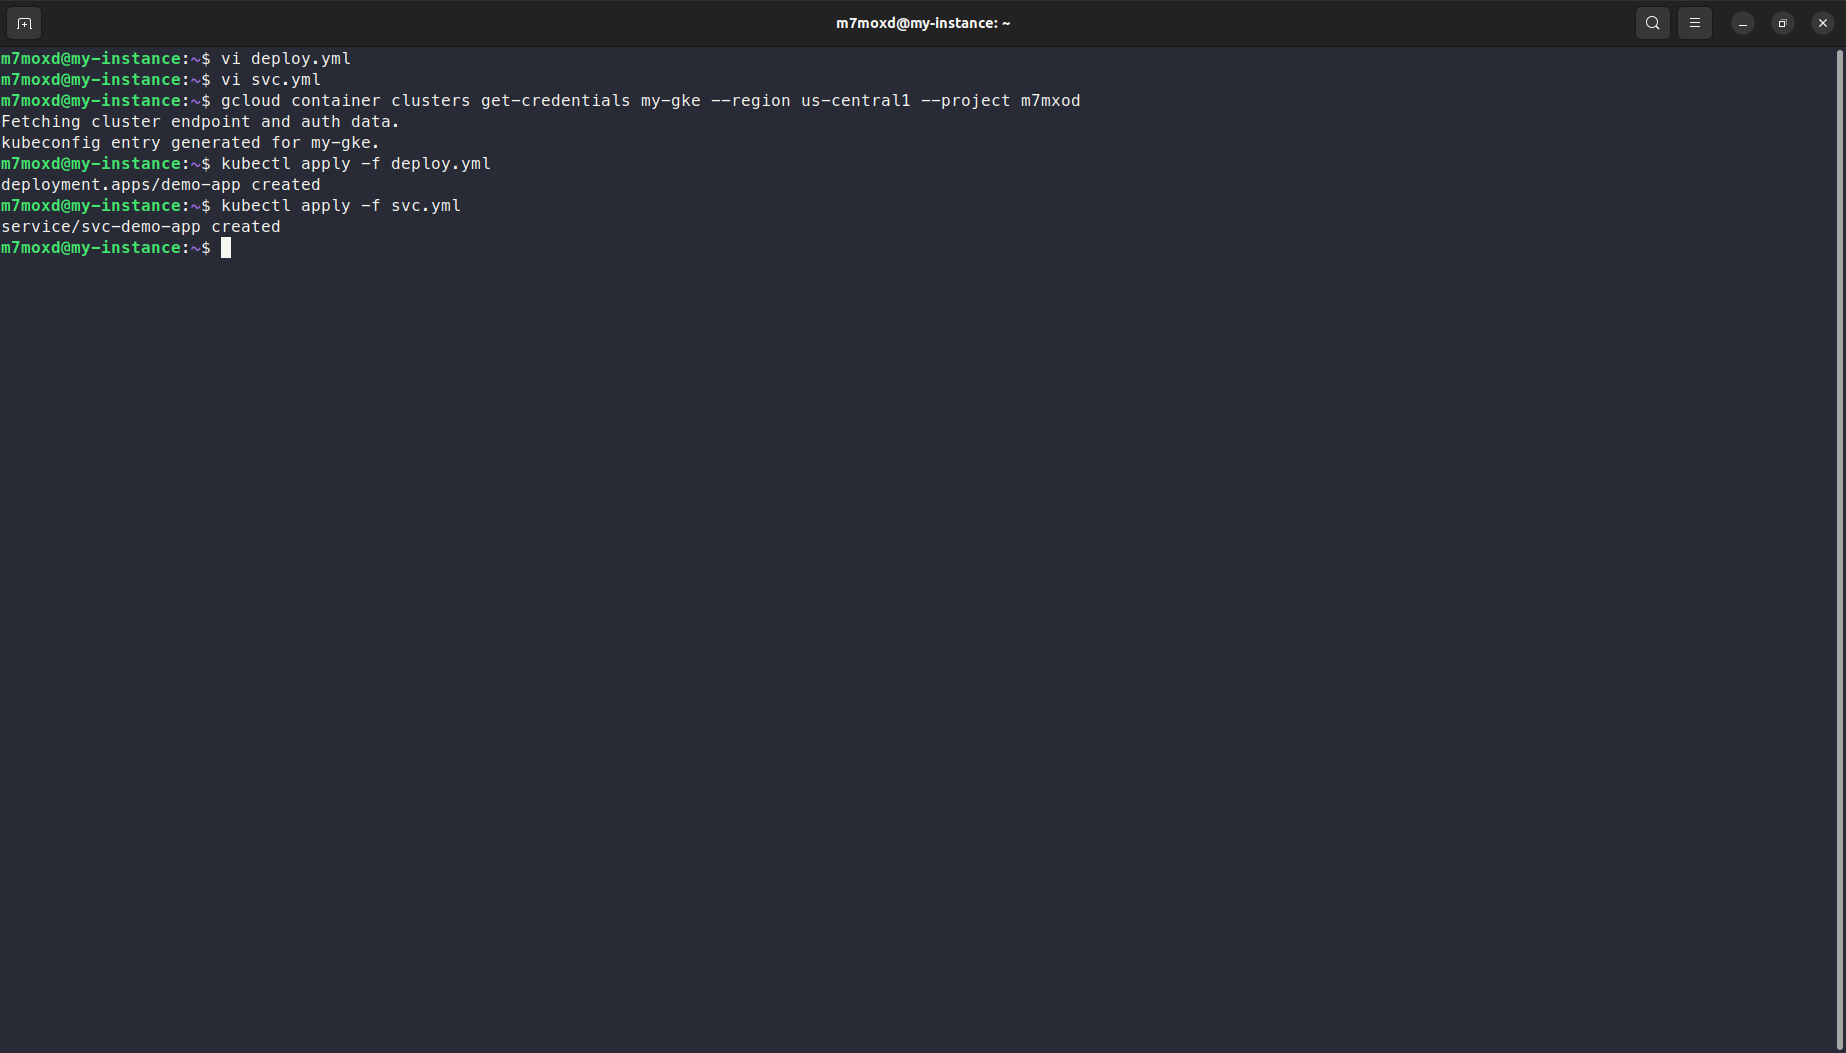 m7moxd@my-instance: ~
m7moxd@my-instance:~$ vi deploy.yml
m7moxd@my-instance:~$ vi svc.yml
m7moxd@my-instance:~$ gcloud container clusters get-credentials my-gke --region us-central1 --project m7mxod
Fetching cluster endpoint and auth data.
kubeconfig entry generated for my-gke.
m7moxd@my-instance:~$ kubectl apply -f deploy.yml
deployment.apps/demo-app created
m7moxd@my-instance:~$ kubectl apply -f svc.yml
service/svc-demo-app created
m7moxd@my-instance:~$